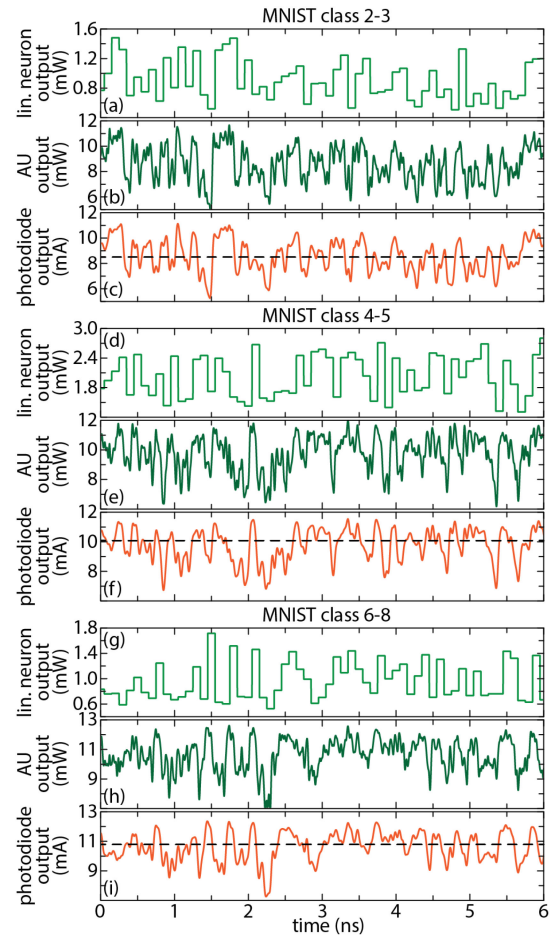 MNIST class 2-3
lin. neuron
output
(mW)
1.6
1.2
0.8
(a)
AU
output
(mW)
12
10
8
6
(b)
photodiode
output
(mA)
12
10
8
6
(c)
MNIST class 4-5
lin. neuron
output
(mW)
3.0
2.4
1.8
(d)
AU
output
(mW)
12
10
8
(e)
photodiode
output
(mA)
12
10
8
(f)
MNIST class 6-8
lin. neuron
output
(mW)
1.8
1.4
1.0
0.6
(g)
AU
output
(mW)
13
11
9
(h)
photodiode
output
(mA)
13
11
9
(i)
0 1 2 3 4 5 6
time (ns)